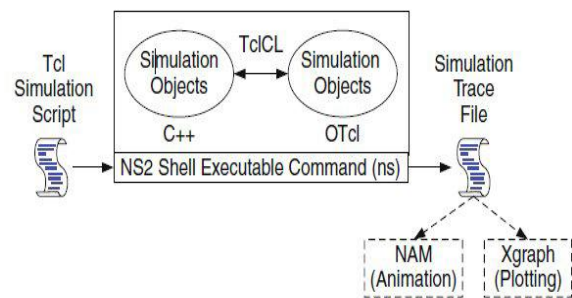 Tcl
Simulation
Script
TclCL
Simulation
Objects
Simulation
Objects
C++
OTcl
NS2 Shell Executable Command (ns)
Simulation
Trace
File
NAM
(Animation)
Xgraph
(Plotting)